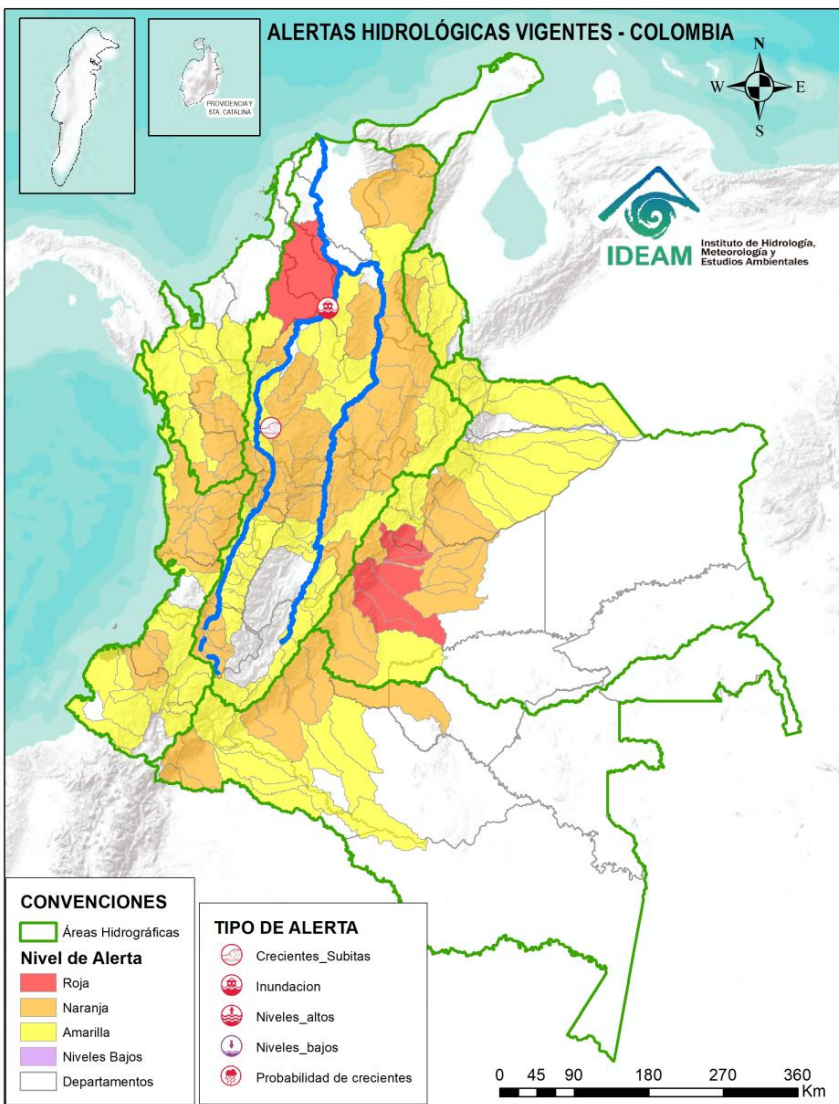 ALERTAS HIDROLÓGICAS VIGENTES - COLOMBIA
PROVIDENCIA Y
STA. CATALINA
N
W
E
S
IDEAM
Instituto de Hidrología,
Meteorología y
Estudios Ambientales
CONVENCIONES
Áreas Hidrográficas
Nivel de Alerta
Roja
Naranja
Amarilla
Niveles Bajos
Departamentos
TIPO DE ALERTA
Crecientes_Subitas
Inundacion
Niveles_altos
Niveles_bajos
Probabilidad de crecientes
0 45 90 180 270 360
Km